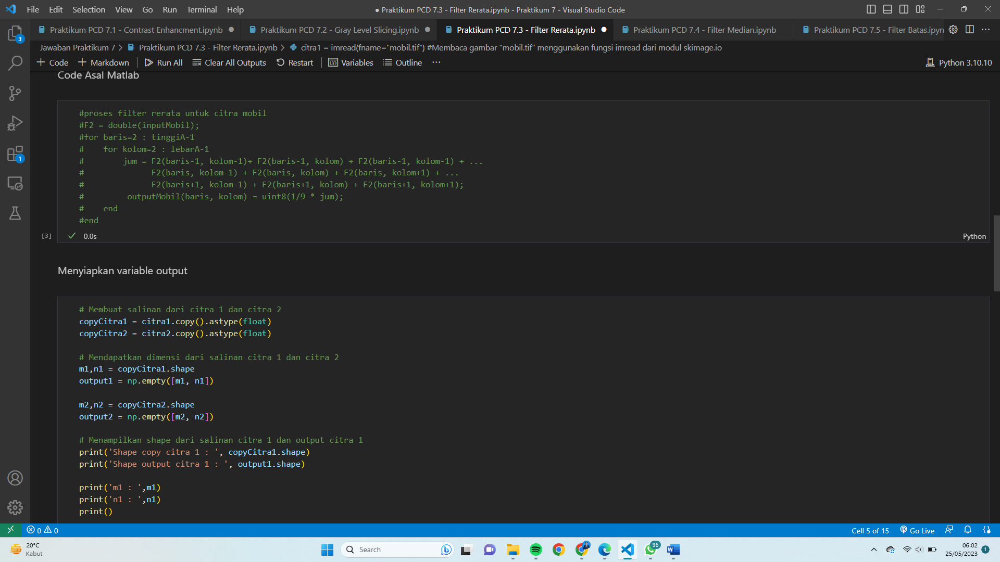 File Edit Selection View Go Run Terminal Help
● Praktikum PCD 7.3 - Filter Rerata.ipynb - Praktikum 7 - Visual Studio Code
Praktikum PCD 7.1 - Contrast Enhancment.ipynb
Praktikum PCD 7.2 - Gray Level Slicing.ipynb
Praktikum PCD 7.3 - Filter Rerata.ipynb
Praktikum PCD 7.4 - Filter Median.ipynb
Praktikum PCD 7.5 - Filter Batas.ipyn
Jawaban Praktikum 7 > Praktikum PCD 7.3 - Filter Rerata.ipynb > citra1 = imread(fname="mobil.tif") #Membaca gambar "mobil.tif" menggunakan fungsi imread dari modul skimage.io
+ Code + Markdown Run All Clear All Outputs Restart Variables Outline ···
Python 3.10.10
Code Asal Matlab
#proses filter rerata untuk citra mobil
#F2 = double(inputMobil);
#for baris=2 : tinggiA-1
#    for kolom=2 : lebarA-1
#        jum = F2(baris-1, kolom-1)+ F2(baris-1, kolom) + F2(baris-1, kolom-1) + ...
#              F2(baris, kolom-1) + F2(baris, kolom) + F2(baris, kolom+1) + ...
#              F2(baris+1, kolom-1) + F2(baris+1, kolom) + F2(baris+1, kolom+1);
#         outputMobil(baris, kolom) = uint8(1/9 * jum);
#    end
#end
[3] ✓ 0.0s
Python
Menyiapkan variable output
# Membuat salinan dari citra 1 dan citra 2
copyCitra1 = citra1.copy().astype(float)
copyCitra2 = citra2.copy().astype(float)
# Mendapatkan dimensi dari salinan citra 1 dan citra 2
m1,n1 = copyCitra1.shape
output1 = np.empty([m1, n1])
m2,n2 = copyCitra2.shape
output2 = np.empty([m2, n2])
# Menampilkan shape dari salinan citra 1 dan output citra 1
print('Shape copy citra 1 : ', copyCitra1.shape)
print('Shape output citra 1 : ', output1.shape)
print('m1 : ',m1)
print('n1 : ',n1)
print()
3
1
0 0
Cell 5 of 15
Go Live
20°C
Kabut
Search
96
06:02
25/05/2023
1